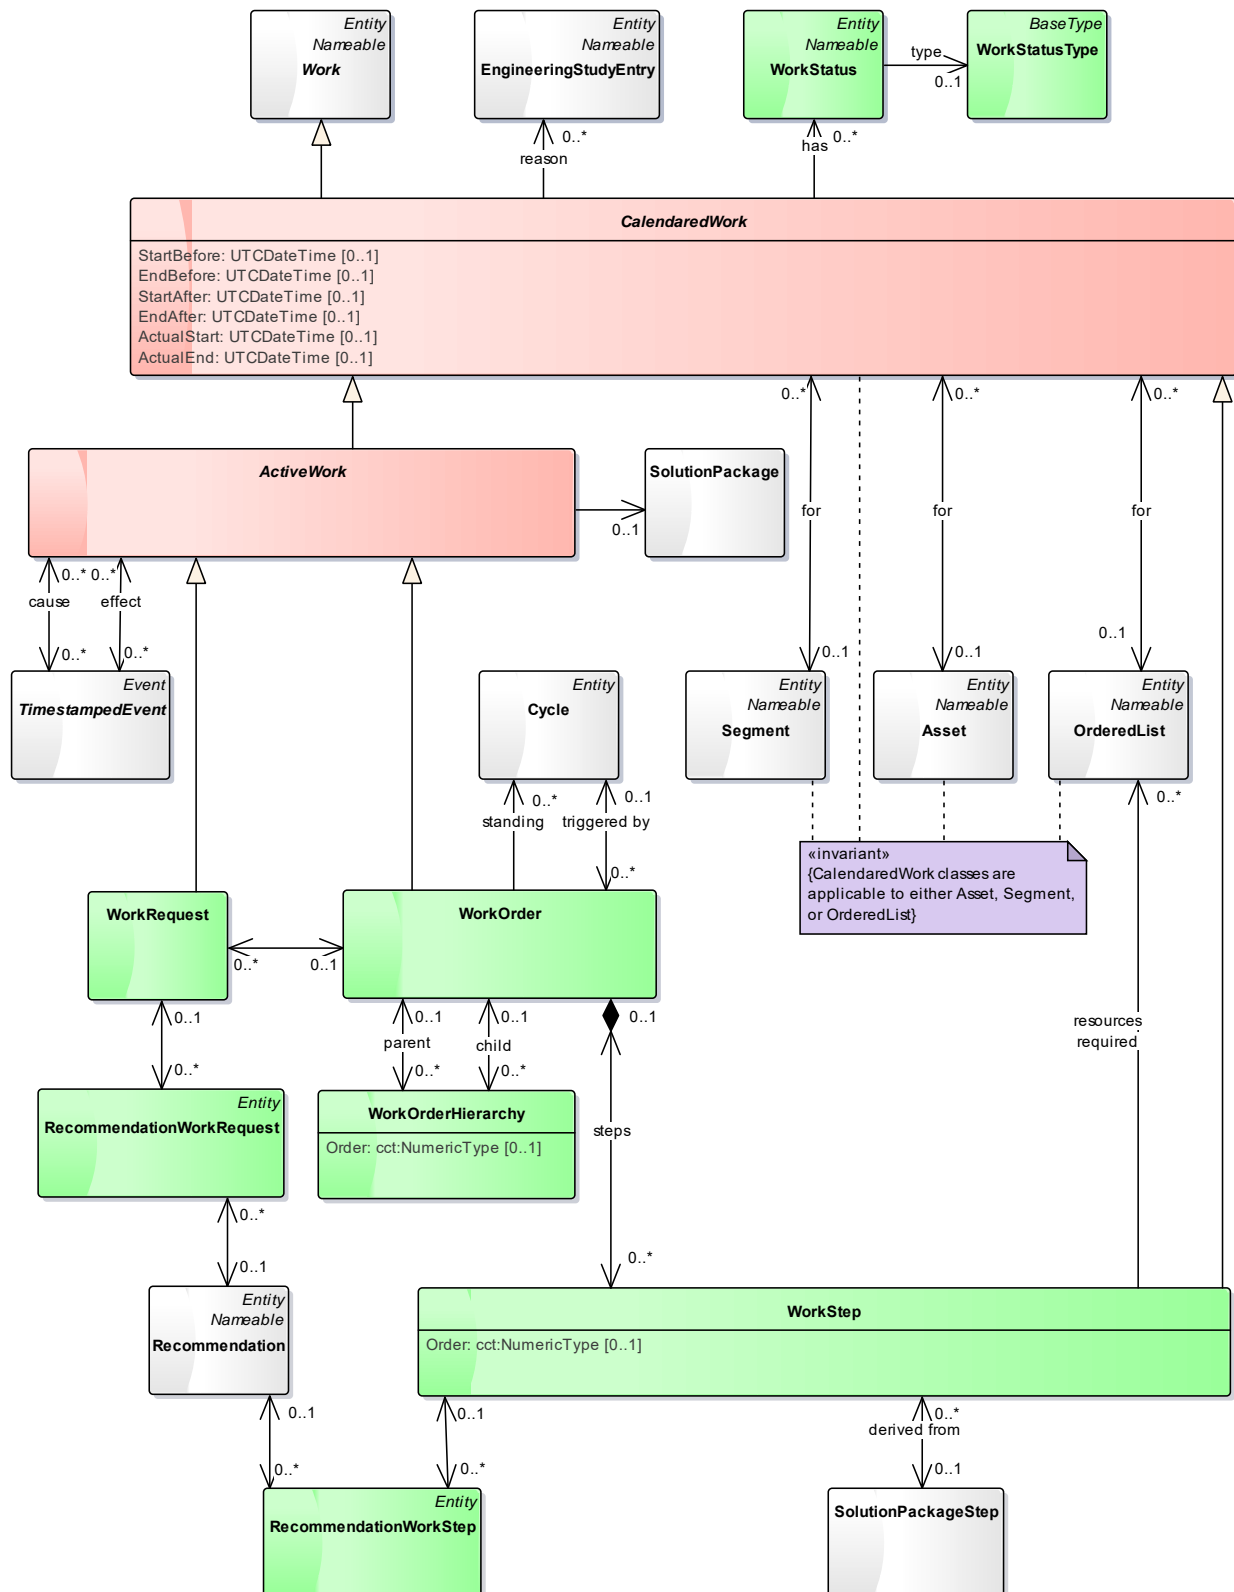 Entity
Nameable
Work
Entity
Nameable
EngineeringStudyEntry
Entity
Nameable
WorkStatus
type
0..1
BaseType
WorkStatusType
0..*
reason
0..*
has
CalendaredWork
StartBefore: UTCDateTime [0..1]
EndBefore: UTCDateTime [0..1]
StartAfter: UTCDateTime [0..1]
EndAfter: UTCDateTime [0..1]
ActualStart: UTCDateTime [0..1]
ActualEnd: UTCDateTime [0..1]
0..*
0..*
0..*
ActiveWork
SolutionPackage
0..1
for
for
for
0..*
0..*
cause
effect
0..*
0..*
0..1
0..1
0..1
Event
TimestampedEvent
Entity
Cycle
Entity
Nameable
Segment
Entity
Nameable
Asset
Entity
Nameable
OrderedList
0..*
0..1
0..*
standing
triggered by
0..*
«invariant»
{CalendaredWork classes are
applicable to either Asset, Segment,
or OrderedList}
WorkRequest
WorkOrder
0..*
0..1
0..1
0..1
0..1
0..1
parent
child
resources
required
0..*
0..*
0..*
Entity
RecommendationWorkRequest
WorkOrderHierarchy
Order: cct:NumericType [0..1]
steps
0..*
0..1
0..*
Entity
Nameable
Recommendation
WorkStep
Order: cct:NumericType [0..1]
0..1
0..1
0..*
derived from
0..*
0..*
0..1
Entity
RecommendationWorkStep
SolutionPackageStep